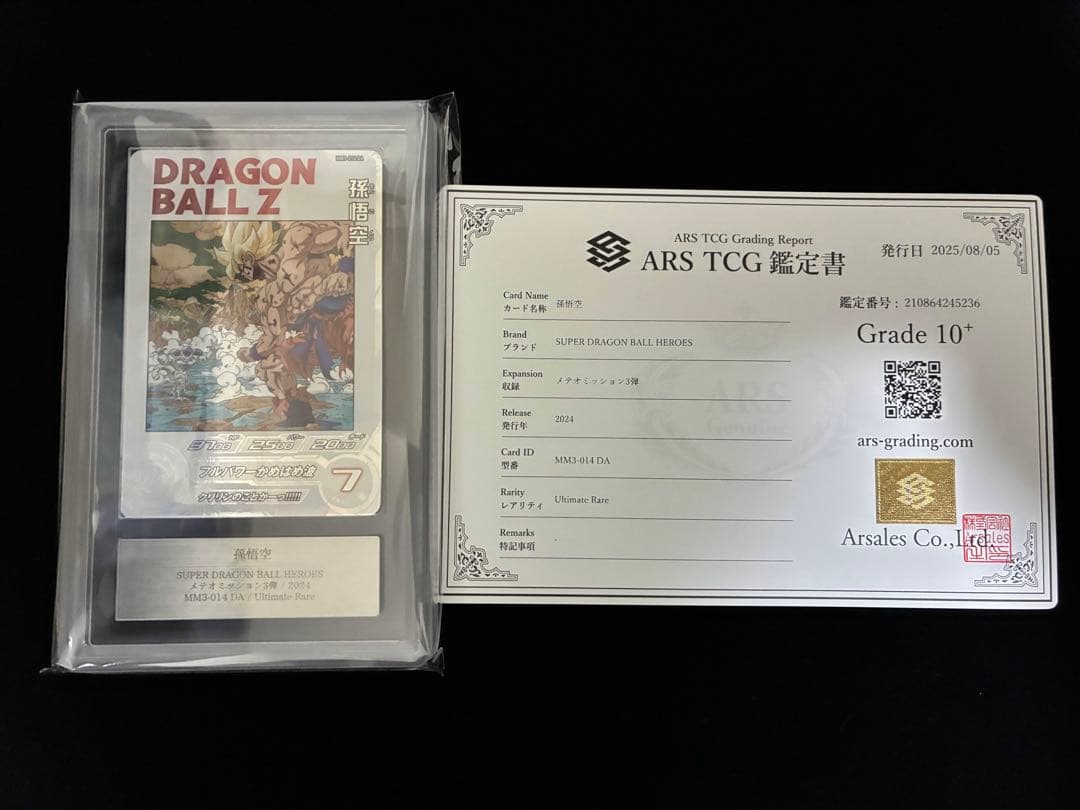 DRAGON
BALL Z
孫悟空
3700 2500 2000
フルパワーかめはめ波
7
クリリンのことかーっ!!!!!
孫悟空
SUPER DRAGON BALL HEROES
メテオミッション3弾 / 2024
MM3-014 DA / Ultimate Rare
ARS TCG Grading Report
ARS TCG 鑑定書
発行日 2025/08/05
Card Name
カード名称 孫悟空
Brand
ブランド SUPER DRAGON BALL HEROES
Expansion
収録 メテオミッション3弾
Release
発行年 2024
Card ID
型番 MM3-014 DA
Rarity
レアリティ Ultimate Rare
Remarks
特記事項 -
鑑定番号 : 210864245236
Grade 10+
ars-grading.com
Arsales Co.,Ltd.